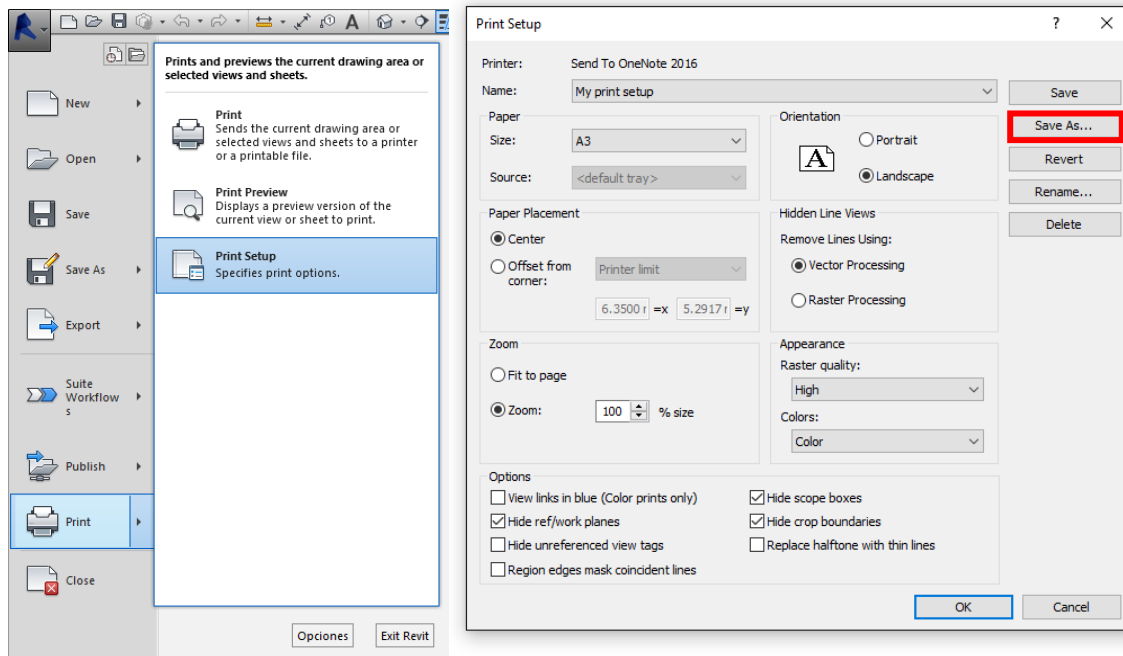 Prints and previews the current drawing area or
selected views and sheets.
New
Open
Save
Save As
Export
Suite
Workflow
s
Publish
Print
Close
Print
Sends the current drawing area or
selected views and sheets to a printer
or a printable file.
Print Preview
Displays a preview version of the
current view or sheet to print.
Print Setup
Specifies print options.
Opciones
Exit Revit
Print Setup
Printer: Send To OneNote 2016
Name: My print setup
Save
Save As...
Revert
Rename...
Delete
Paper
Size: A3
Source: <default tray>
Orientation
A
Portrait
Landscape
Paper Placement
Center
Offset from
corner:
Printer limit
6.3500 r =x 5.2917 r =y
Hidden Line Views
Remove Lines Using:
Vector Processing
Raster Processing
Zoom
Fit to page
Zoom: 100 % size
Appearance
Raster quality:
High
Colors:
Color
Options
View links in blue (Color prints only)
Hide ref/work planes
Hide unreferenced view tags
Region edges mask coincident lines
Hide scope boxes
Hide crop boundaries
Replace halftone with thin lines
OK
Cancel